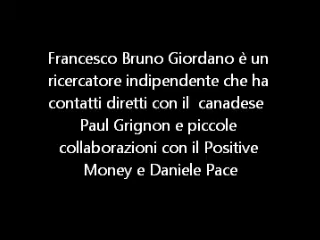 Francesco Bruno Giordano è un
ricercatore indipendente che ha
contatti diretti con il canadese
Paul Grignon e piccole
collaborazioni con il Positive
Money e Daniele Pace